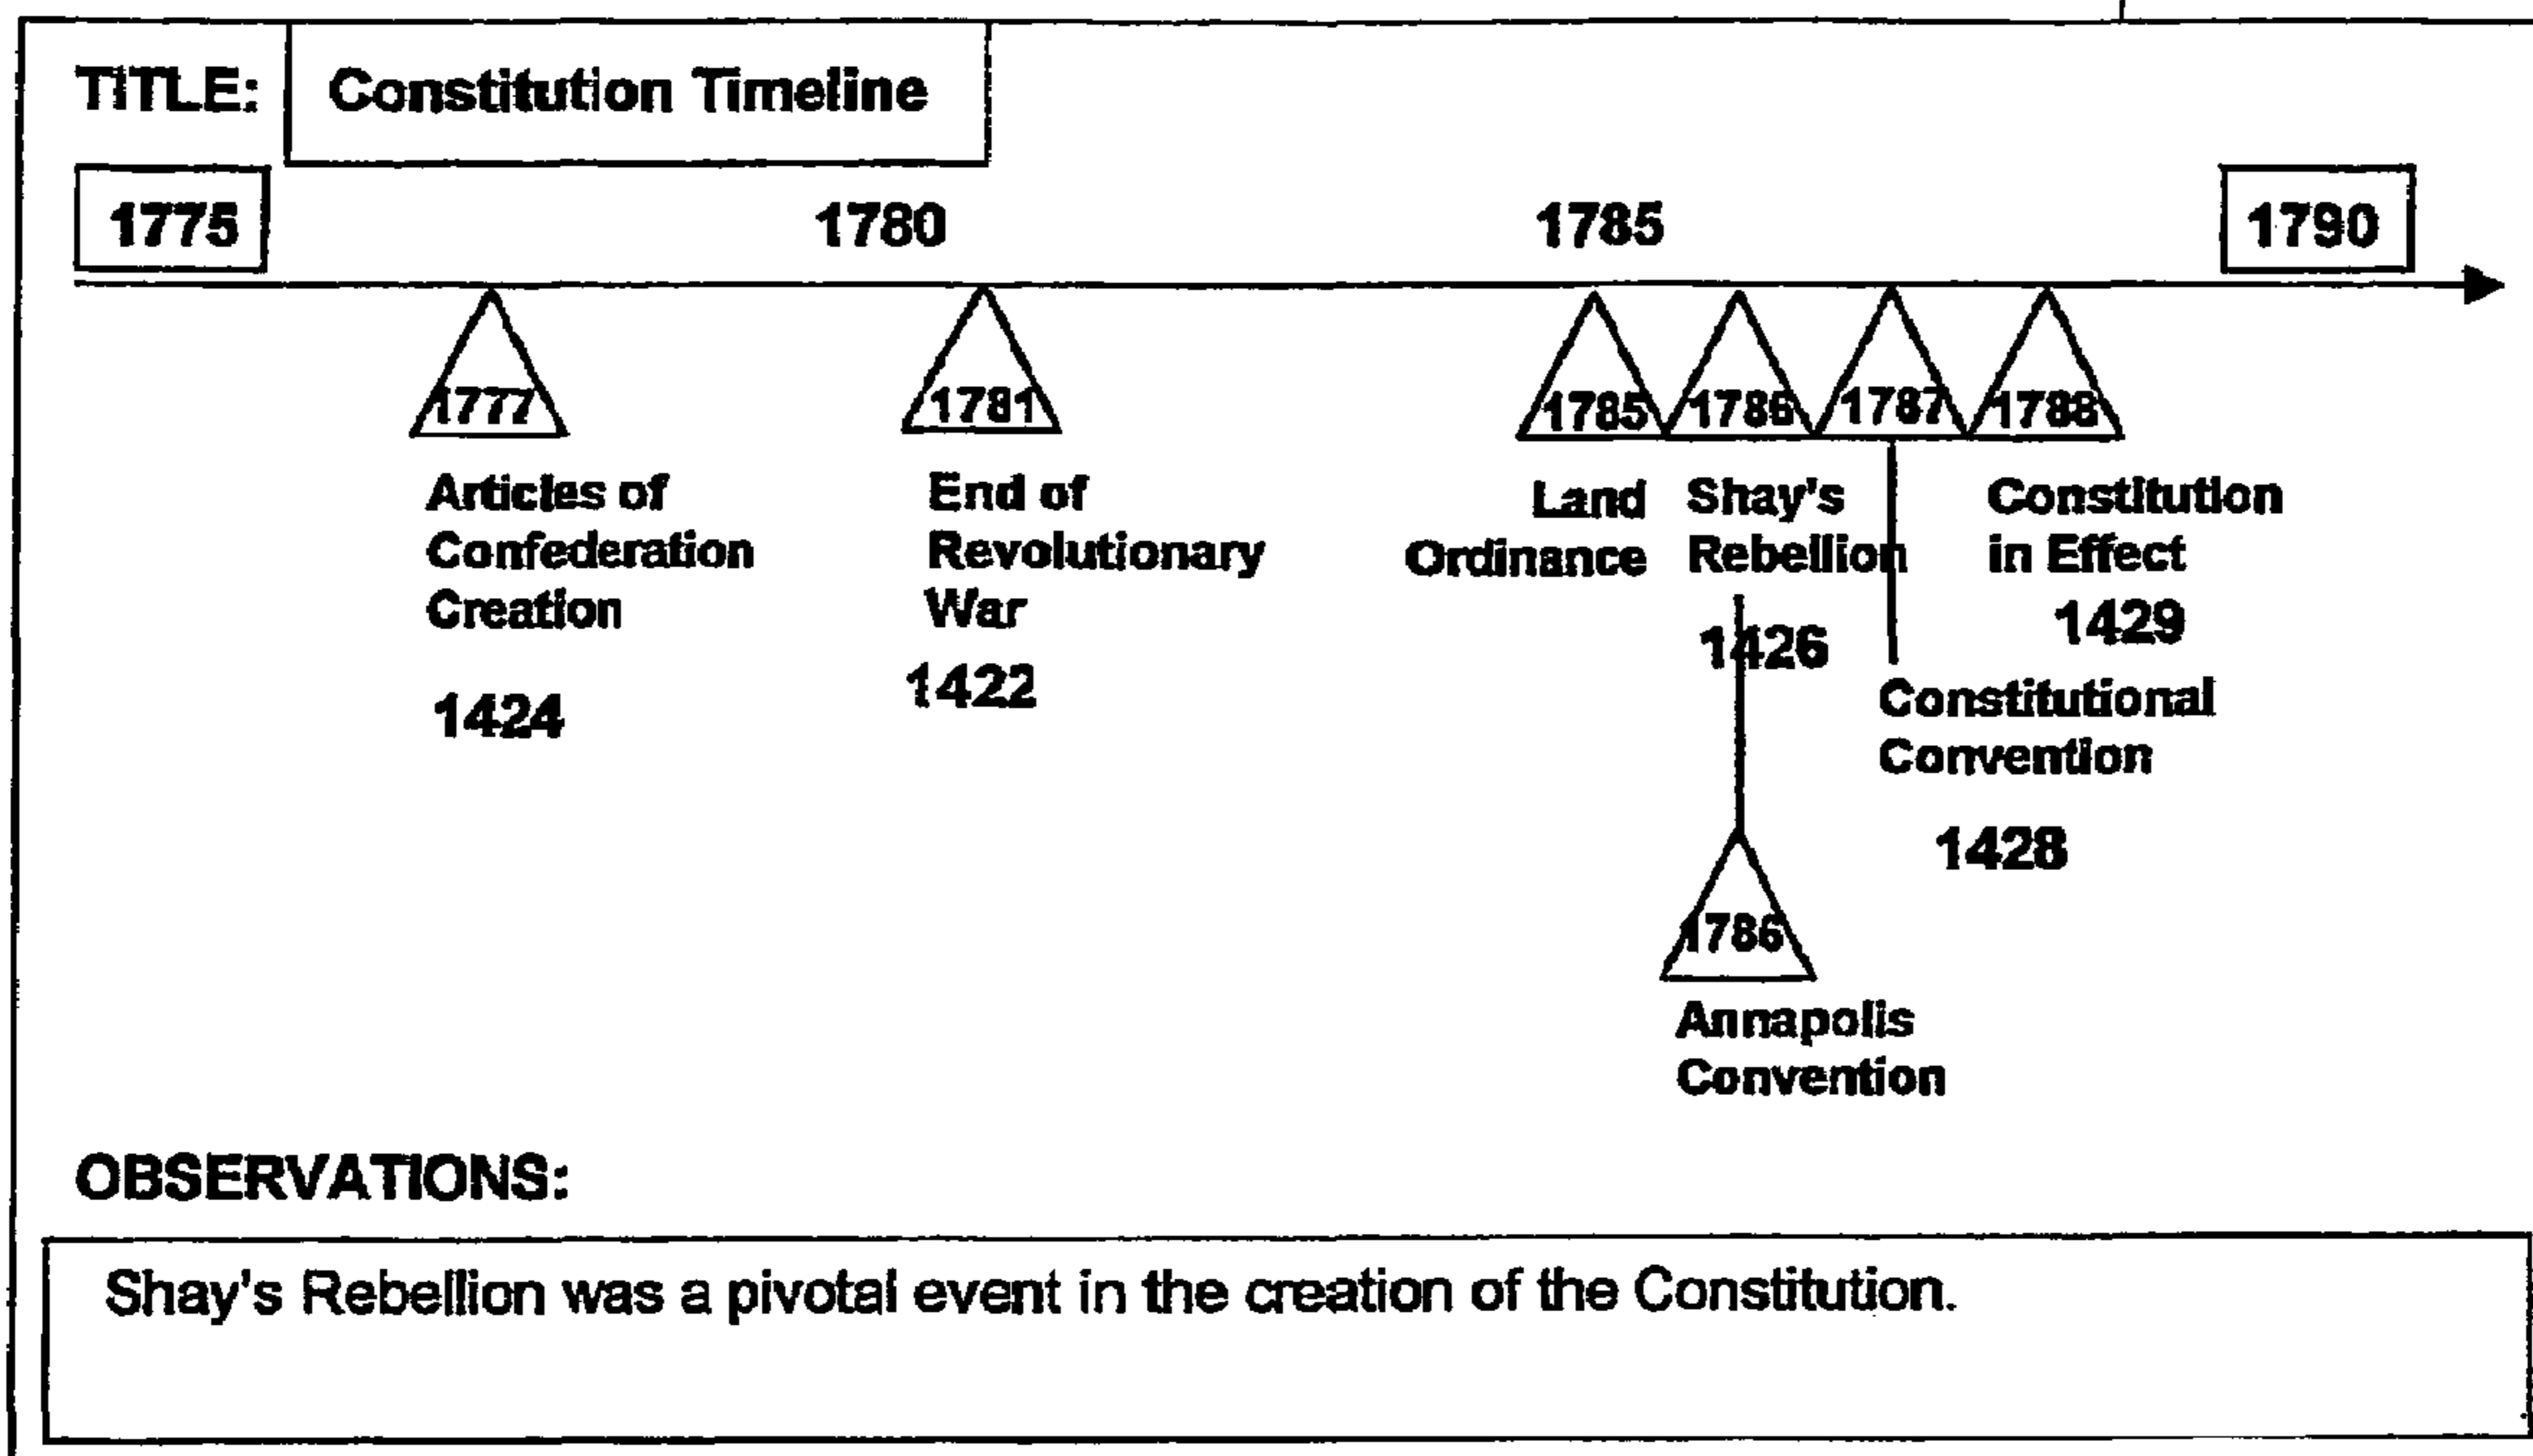 TITLE: Constitution Timeline
1775 1780 1785 1790
1777 1781 1785 1786 1787 1788
Articles of
Confederation
Creation
1424
End of
Revolutionary
War
1422
Land
Ordinance
Shay's
Rebellion
1426
Constitution
in Effect
1429
Constitutional
Convention
1428
1786
Annapolis
Convention
OBSERVATIONS:
Shay's Rebellion was a pivotal event in the creation of the Constitution.